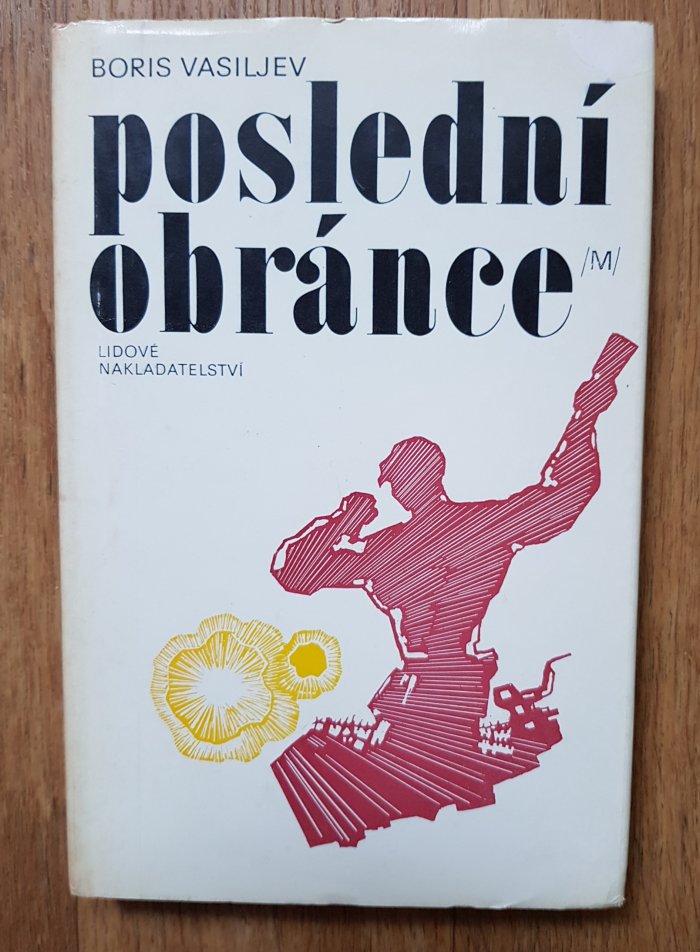 BORIS VASILJEV
poslední
obránce /M/
LIDOVÉ
NAKLADATELSTVÍ